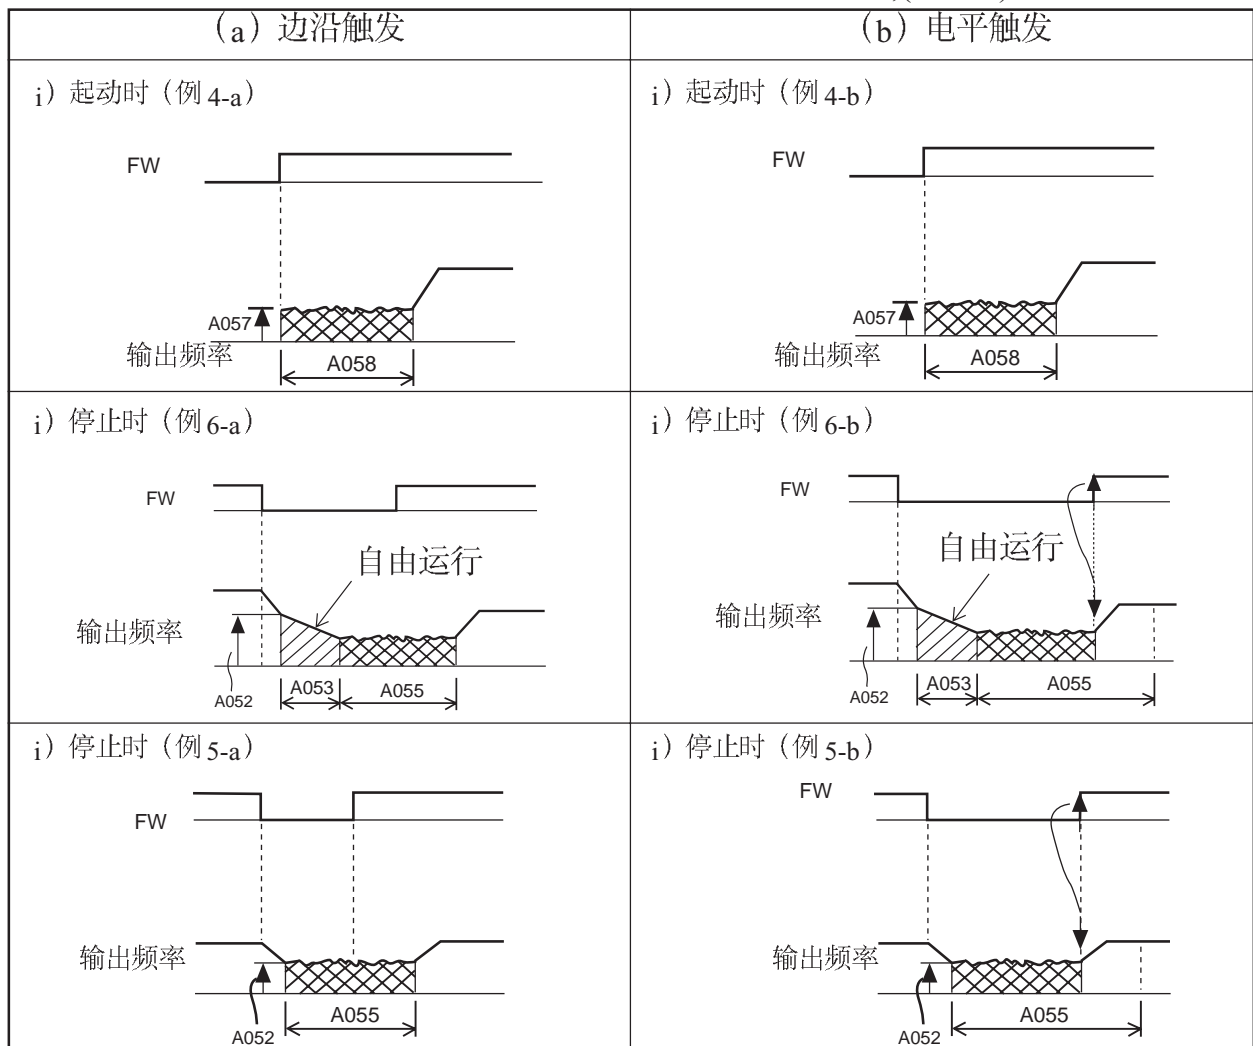 (a) 边沿触发
(b) 电平触发
i) 起动时(例 4-a)
FW
A057
输出频率
A058
i) 起动时(例 4-b)
FW
A057
输出频率
A058
i) 停止时(例 6-a)
FW
自由运行
输出频率
A052
A053
A055
i) 停止时(例 6-b)
FW
自由运行
输出频率
A052
A053
A055
i) 停止时(例 5-a)
FW
输出频率
A052
A055
i) 停止时(例 5-b)
FW
输出频率
A052
A055